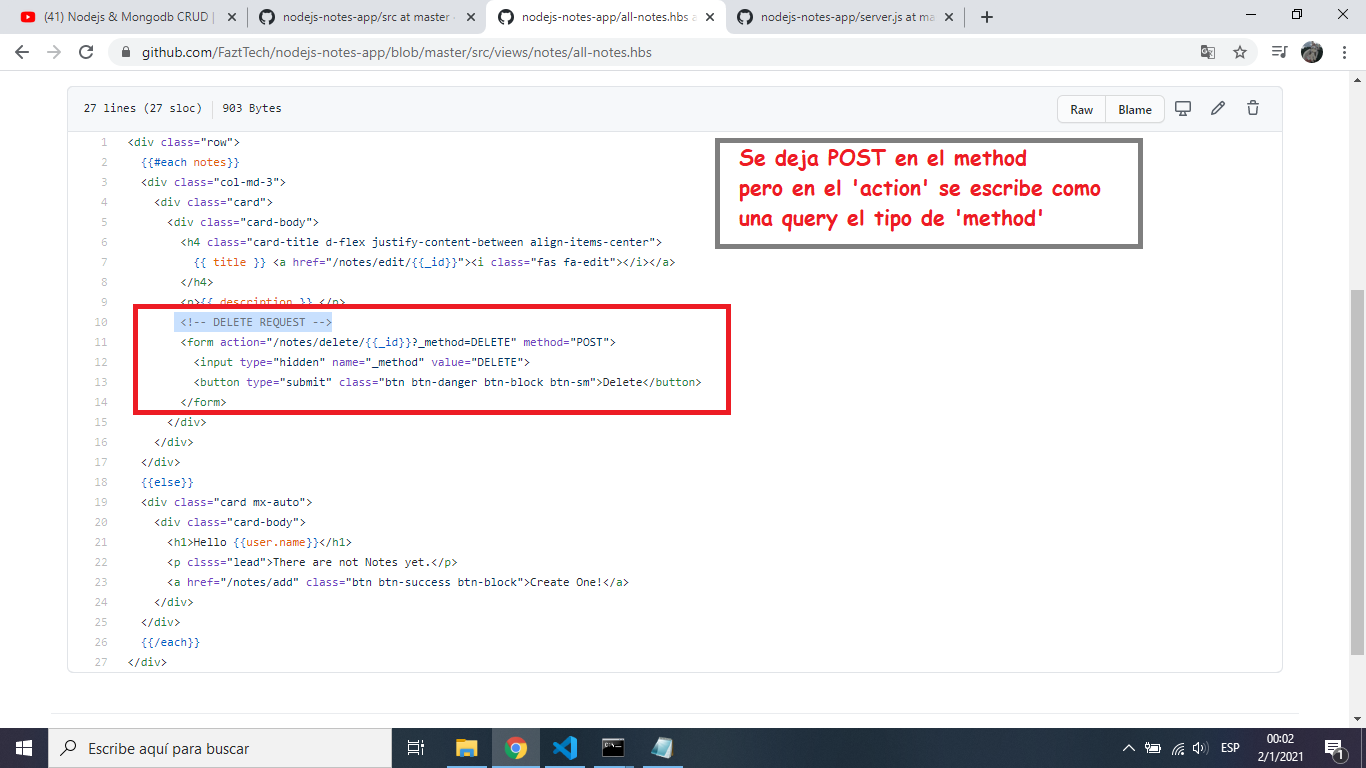 (41) Nodejs & Mongodb CRUD |
nodejs-notes-app/src at master
nodejs-notes-app/all-notes.hbs a
nodejs-notes-app/server.js at ma
github.com/FaztTech/nodejs-notes-app/blob/master/src/views/notes/all-notes.hbs
27 lines (27 sloc) 903 Bytes
Raw Blame
Se deja POST en el method
pero en el 'action' se escribe como
una query el tipo de 'method'
1 <div class="row">
2 {{#each notes}}
3 <div class="col-md-3">
4 <div class="card">
5 <div class="card-body">
6 <h4 class="card-title d-flex justify-content-between align-items-center">
7 {{ title }} <a href="/notes/edit/{{_id}}"><i class="fas fa-edit"></i></a>
8 </h4>
9 <p>{{ description }} </p>
10 <!-- DELETE REQUEST -->
11 <form action="/notes/delete/{{_id}}?_method=DELETE" method="POST">
12 <input type="hidden" name="_method" value="DELETE">
13 <button type="submit" class="btn btn-danger btn-block btn-sm">Delete</button>
14 </form>
15 </div>
16 </div>
17 </div>
18 {{else}}
19 <div class="card mx-auto">
20 <div class="card-body">
21 <h1>Hello {{user.name}}</h1>
22 <p clsss="lead">There are not Notes yet.</p>
23 <a href="/notes/add" class="btn btn-success btn-block">Create One!</a>
24 </div>
25 </div>
26 {{/each}}
27 </div>
Escribe aquí para buscar
ESP
00:02
2/1/2021
1